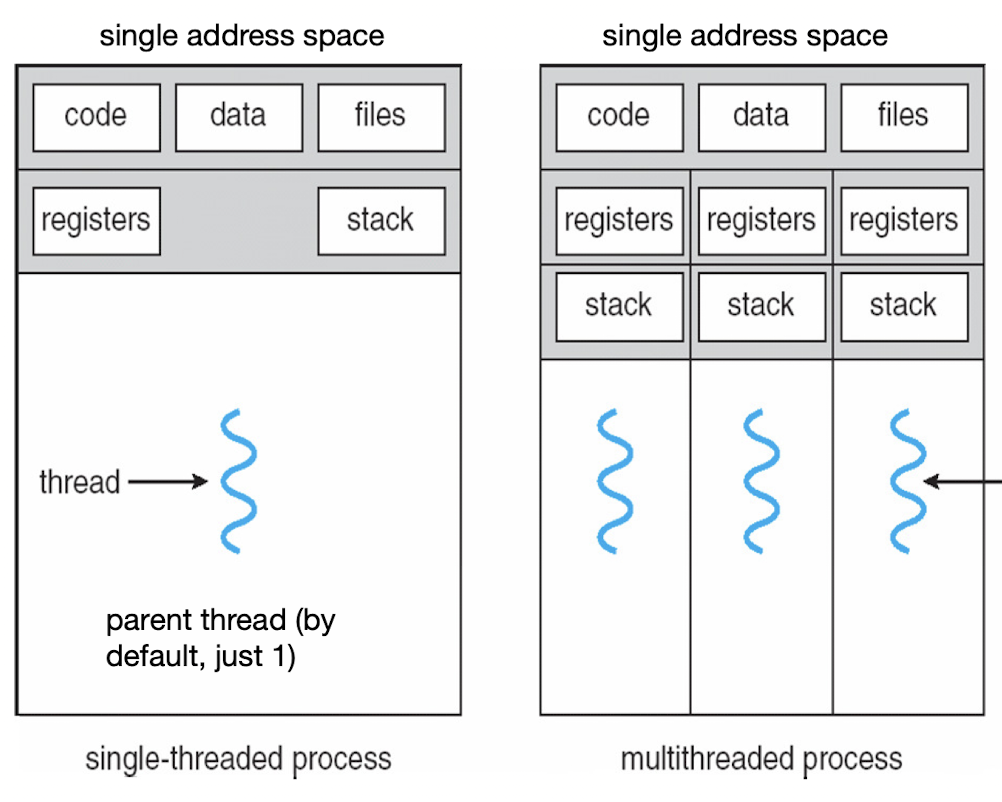 single address space
code data files
registers stack
thread
parent thread (by
default, just 1)
single-threaded process
single address space
code data files
registers registers registers
stack stack stack
multithreaded process